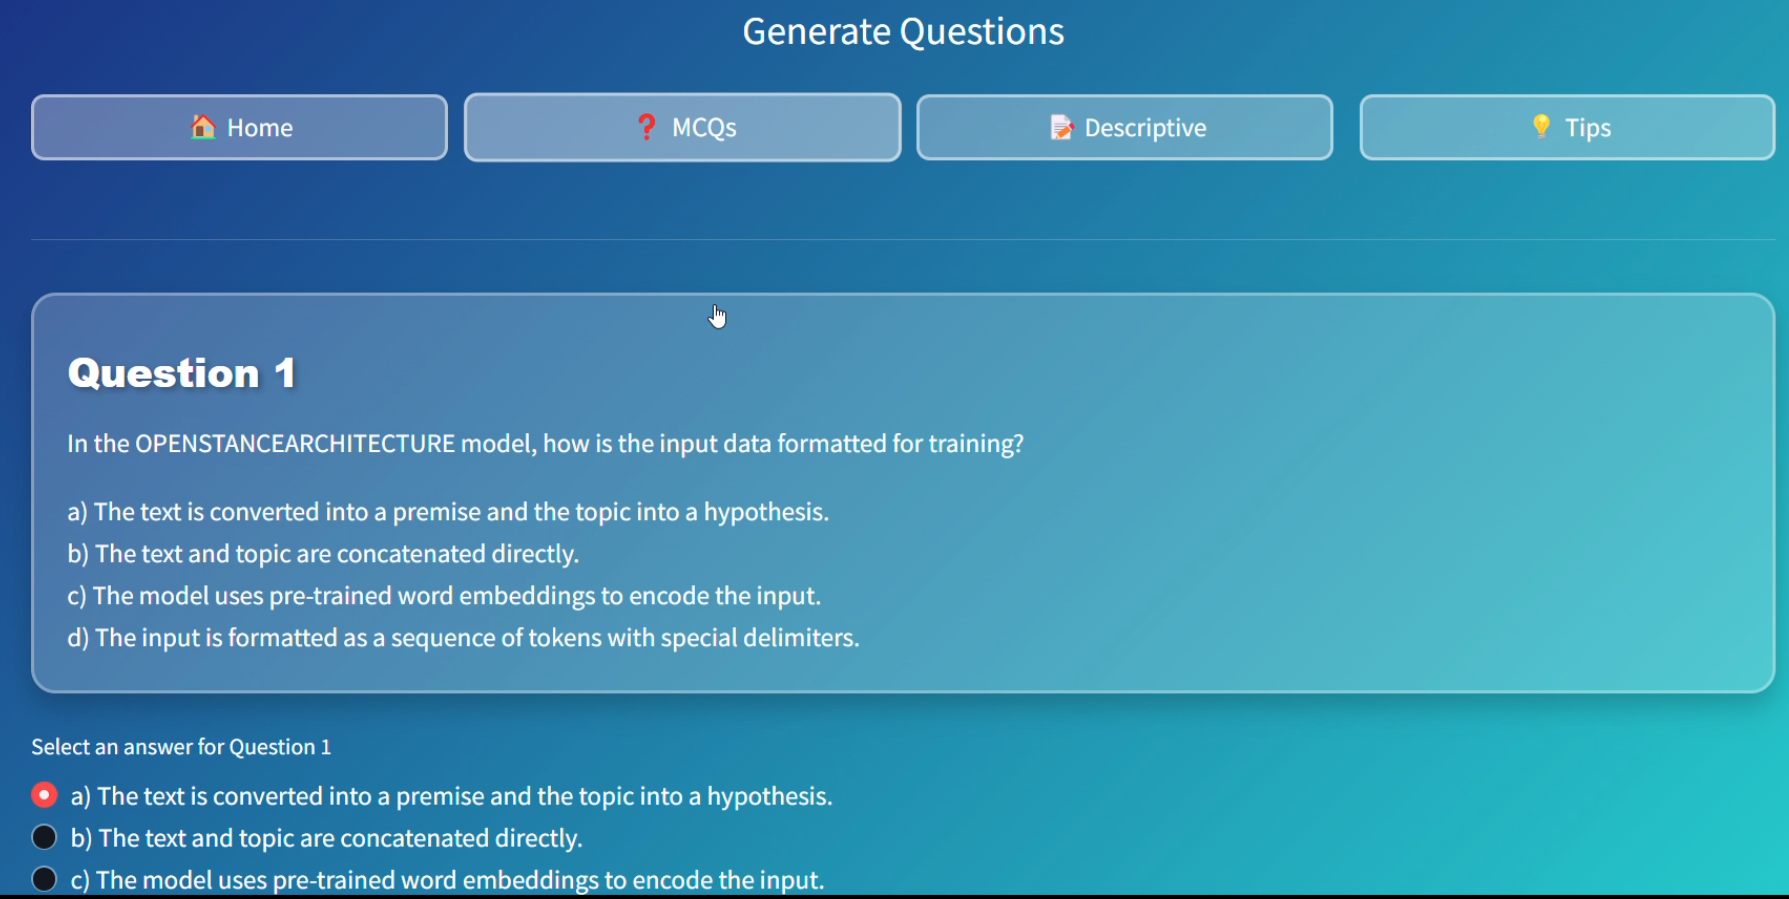 Generate Questions
Home
MCQs
Descriptive
Tips
Question 1
In the OPENSTANCEARCHITECTURE model, how is the input data formatted for training?
a) The text is converted into a premise and the topic into a hypothesis.
b) The text and topic are concatenated directly.
c) The model uses pre-trained word embeddings to encode the input.
d) The input is formatted as a sequence of tokens with special delimiters.
Select an answer for Question 1
a) The text is converted into a premise and the topic into a hypothesis.
b) The text and topic are concatenated directly.
c) The model uses pre-trained word embeddings to encode the input.